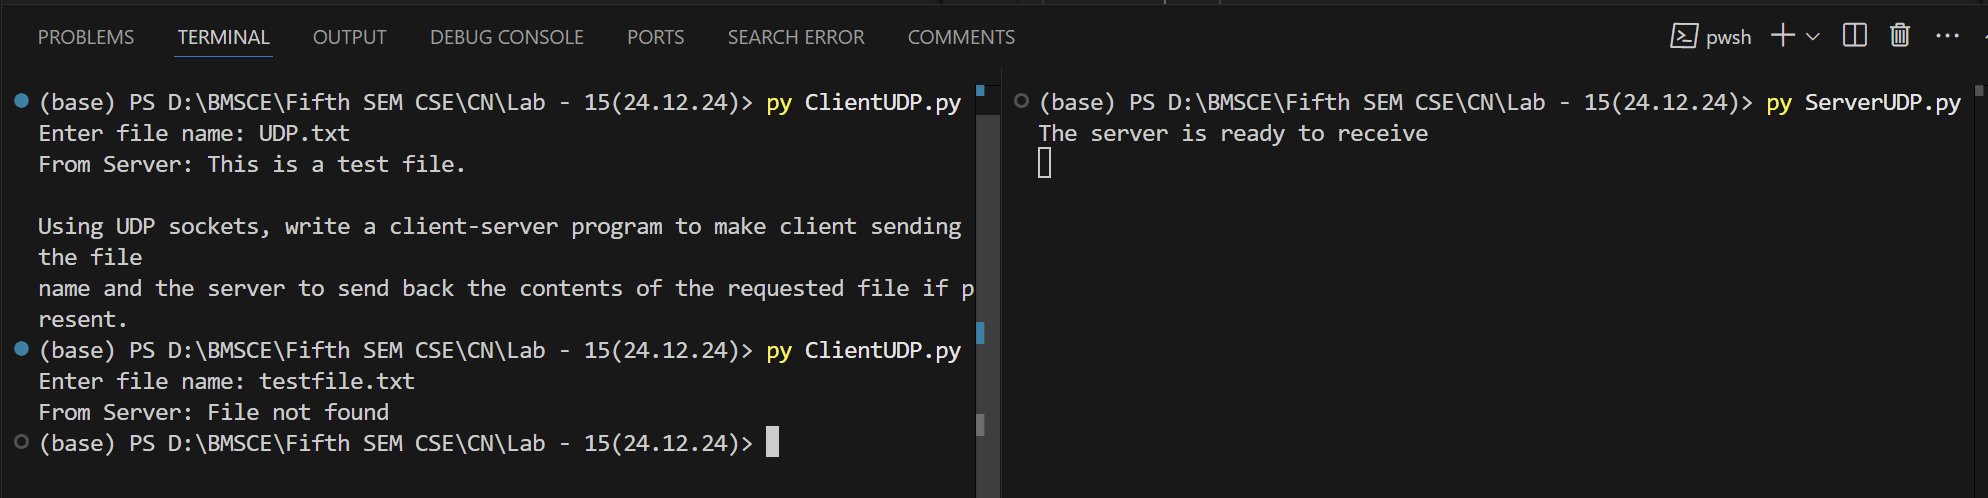 PROBLEMS TERMINAL OUTPUT DEBUG CONSOLE PORTS SEARCH ERROR COMMENTS pwsh
(base) PS D:\BMSCE\Fifth SEM CSE\CN\Lab - 15(24.12.24)> py ClientUDP.py
Enter file name: UDP.txt
From Server: This is a test file.
Using UDP sockets, write a client-server program to make client sending
the file
name and the server to send back the contents of the requested file if p
resent.
(base) PS D:\BMSCE\Fifth SEM CSE\CN\Lab - 15(24.12.24)> py ClientUDP.py
Enter file name: testfile.txt
From Server: File not found
(base) PS D:\BMSCE\Fifth SEM CSE\CN\Lab - 15(24.12.24)>
(base) PS D:\BMSCE\Fifth SEM CSE\CN\Lab - 15(24.12.24)> py ServerUDP.py
The server is ready to receive